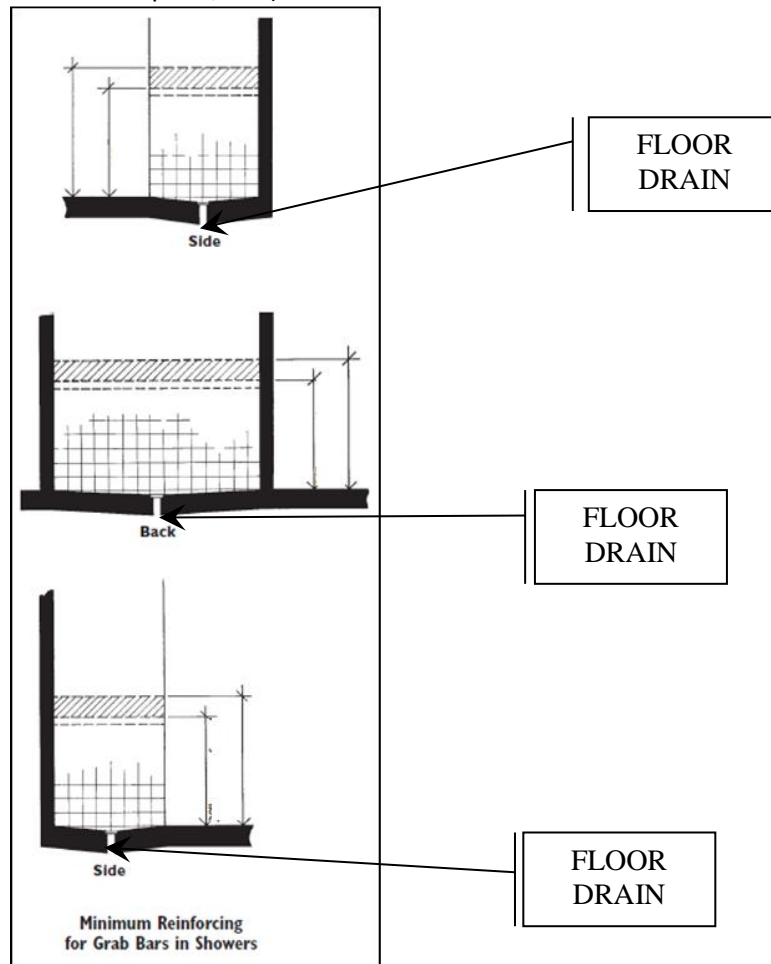 FLOOR
DRAIN
Side
FLOOR
DRAIN
Back
FLOOR
DRAIN
Side
Minimum Reinforcing
for Grab Bars in Showers